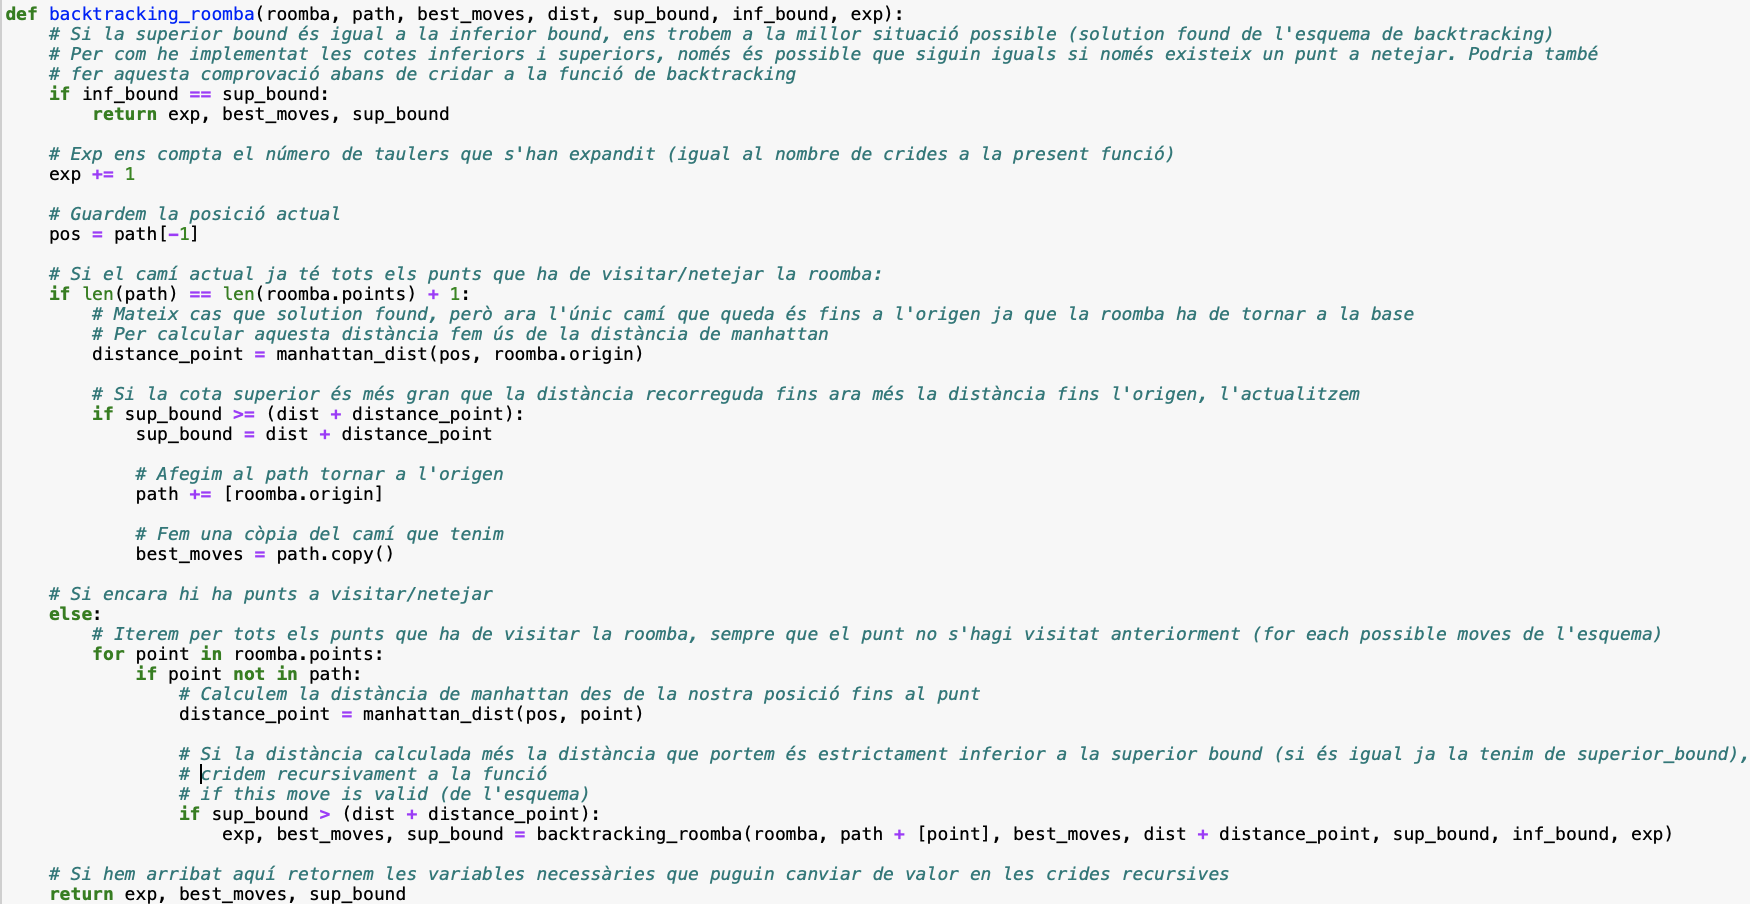 def backtracking_roomba(roomba, path, best_moves, dist, sup_bound, inf_bound, exp):
    # Si la superior bound és igual a la inferior bound, ens trobem a la millor situació possible (solution found de l'esquema de backtracking)
    # Per com he implementat les cotes inferiors i superiors, només és possible que siguin iguals si només existeix un punt a netejar. Podria també
    # fer aquesta comprovació abans de cridar a la funció de backtracking
    if inf_bound == sup_bound:
        return exp, best_moves, sup_bound

    # Exp ens compta el número de taulers que s'han expandit (igual al nombre de crides a la present funció)
    exp += 1

    # Guardem la posició actual
    pos = path[-1]

    # Si el camí actual ja té tots els punts que ha de visitar/netejar la roomba:
    if len(path) == len(roomba.points) + 1:
        # Mateix cas que solution found, però ara l'únic camí que queda és fins a l'origen ja que la roomba ha de tornar a la base
        # Per calcular aquesta distància fem ús de la distància de manhattan
        distance_point = manhattan_dist(pos, roomba.origin)

        # Si la cota superior és més gran que la distància recorreguda fins ara més la distància fins l'origen, l'actualitzem
        if sup_bound >= (dist + distance_point):
            sup_bound = dist + distance_point

            # Afegim al path tornar a l'origen
            path += [roomba.origin]

            # Fem una còpia del camí que tenim
            best_moves = path.copy()

    # Si encara hi ha punts a visitar/netejar
    else:
        # Iterem per tots els punts que ha de visitar la roomba, sempre que el punt no s'hagi visitat anteriorment (for each possible moves de l'esquema)
        for point in roomba.points:
            if point not in path:
                # Calculem la distància de manhattan des de la nostra posició fins al punt
                distance_point = manhattan_dist(pos, point)

                # Si la distància calculada més la distància que portem és estrictament inferior a la superior bound (si és igual ja la tenim de superior_bound),
                # cridem recursivament a la funció
                # if this move is valid (de l'esquema)
                if sup_bound > (dist + distance_point):
                    exp, best_moves, sup_bound = backtracking_roomba(roomba, path + [point], best_moves, dist + distance_point, sup_bound, inf_bound, exp)

    # Si hem arribat aquí retornem les variables necessàries que puguin canviar de valor en les crides recursives
    return exp, best_moves, sup_bound